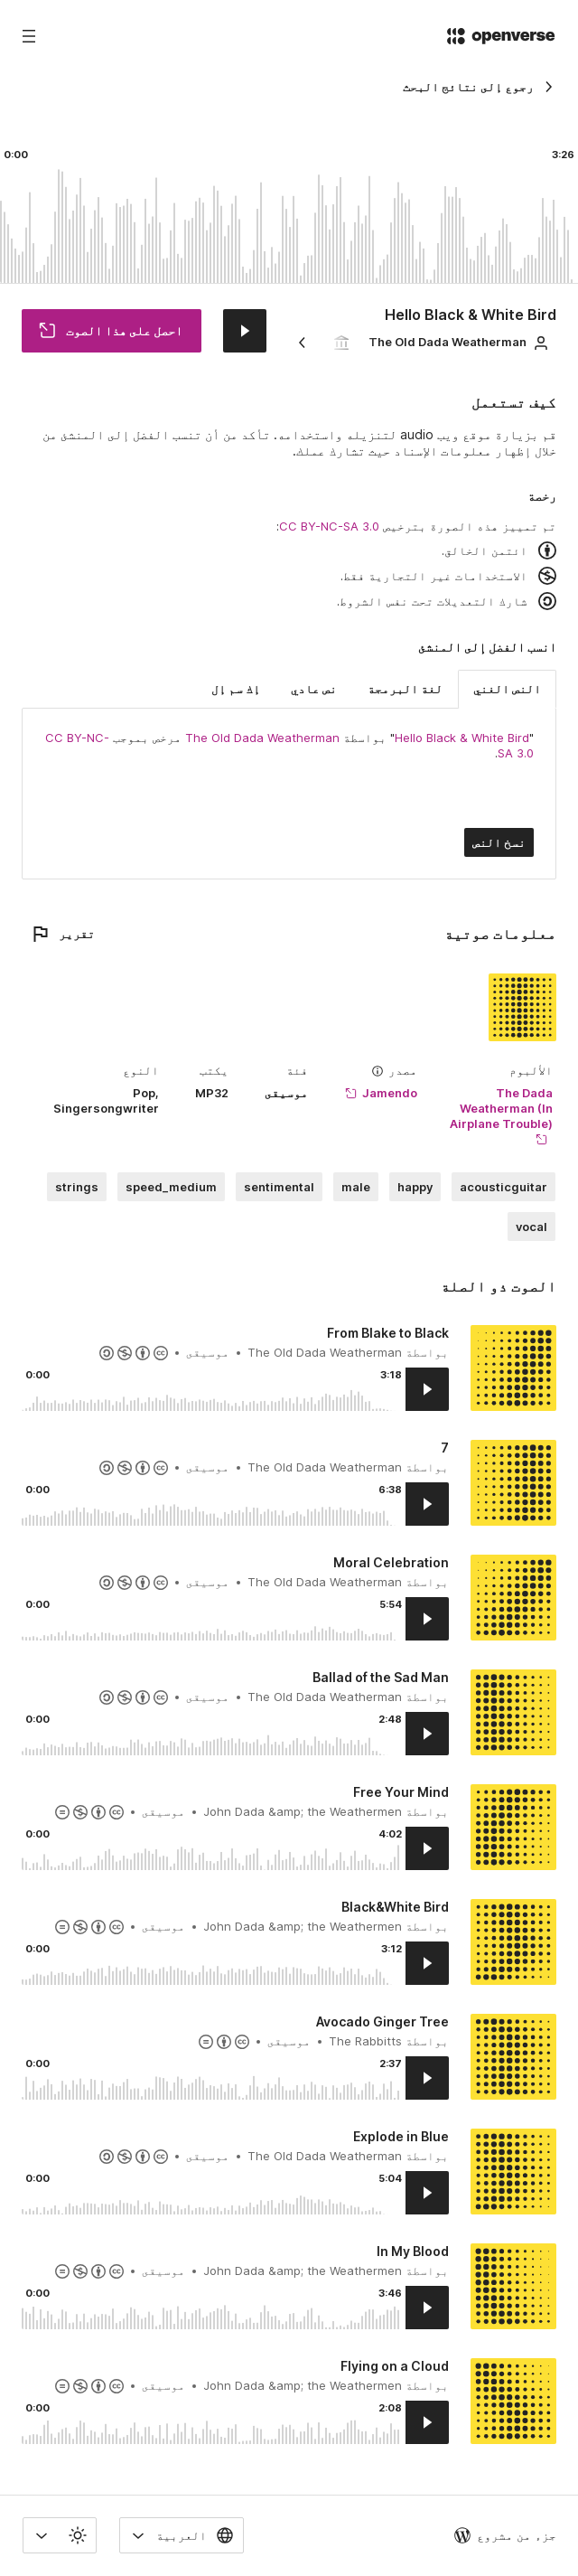 openverse
رجوع إلى نتائج البحث
0:00 3:26
Hello Black & White Bird
The Old Dada Weatherman
احصل على هذا الصوت
كيف تستعمل
قم بزيارة موقع ويب audio لتنزيله واستخدامه. تأكد من أن تنسب الفضل إلى المنشئ من
خلال إظهار معلومات الإسناد حيث تشارك عملك.
رخصة
تم تمييز هذه الصورة بترخيص CC BY-NC-SA 3.0:
ائتمن الخالق.
الاستخدامات غير التجارية فقط.
شارك التعديلات تحت نفس الشروط.
انسب الفضل إلى المنشئ
النص الغني لغة البرمجة نص عادي إك سم إل
"Hello Black & White Bird" بواسطة The Old Dada Weatherman مرخص بموجب CC BY-NC-
SA 3.0.
نسخ النص
معلومات صوتية
تقرير
الألبوم مصدر فئة يكتب النوع
The Dada Jamendo موسيقى MP32 Pop,
Weatherman (In Singersongwriter
Airplane Trouble)
acousticguitar happy male sentimental speed_medium strings
vocal
الصوت ذو الصلة
From Blake to Black
بواسطة The Old Dada Weatherman • موسيقى •
0:00 3:18
7
بواسطة The Old Dada Weatherman • موسيقى •
0:00 6:38
Moral Celebration
بواسطة The Old Dada Weatherman • موسيقى •
0:00 5:54
Ballad of the Sad Man
بواسطة The Old Dada Weatherman • موسيقى •
0:00 2:48
Free Your Mind
بواسطة John Dada &amp; the Weathermen • موسيقى •
0:00 4:02
Black&White Bird
بواسطة John Dada &amp; the Weathermen • موسيقى •
0:00 3:12
Avocado Ginger Tree
بواسطة The Rabbitts • موسيقى •
0:00 2:37
Explode in Blue
بواسطة The Old Dada Weatherman • موسيقى •
0:00 5:04
In My Blood
بواسطة John Dada &amp; the Weathermen • موسيقى •
0:00 3:46
Flying on a Cloud
بواسطة John Dada &amp; the Weathermen • موسيقى •
0:00 2:08
جزء من مشروع
العربية